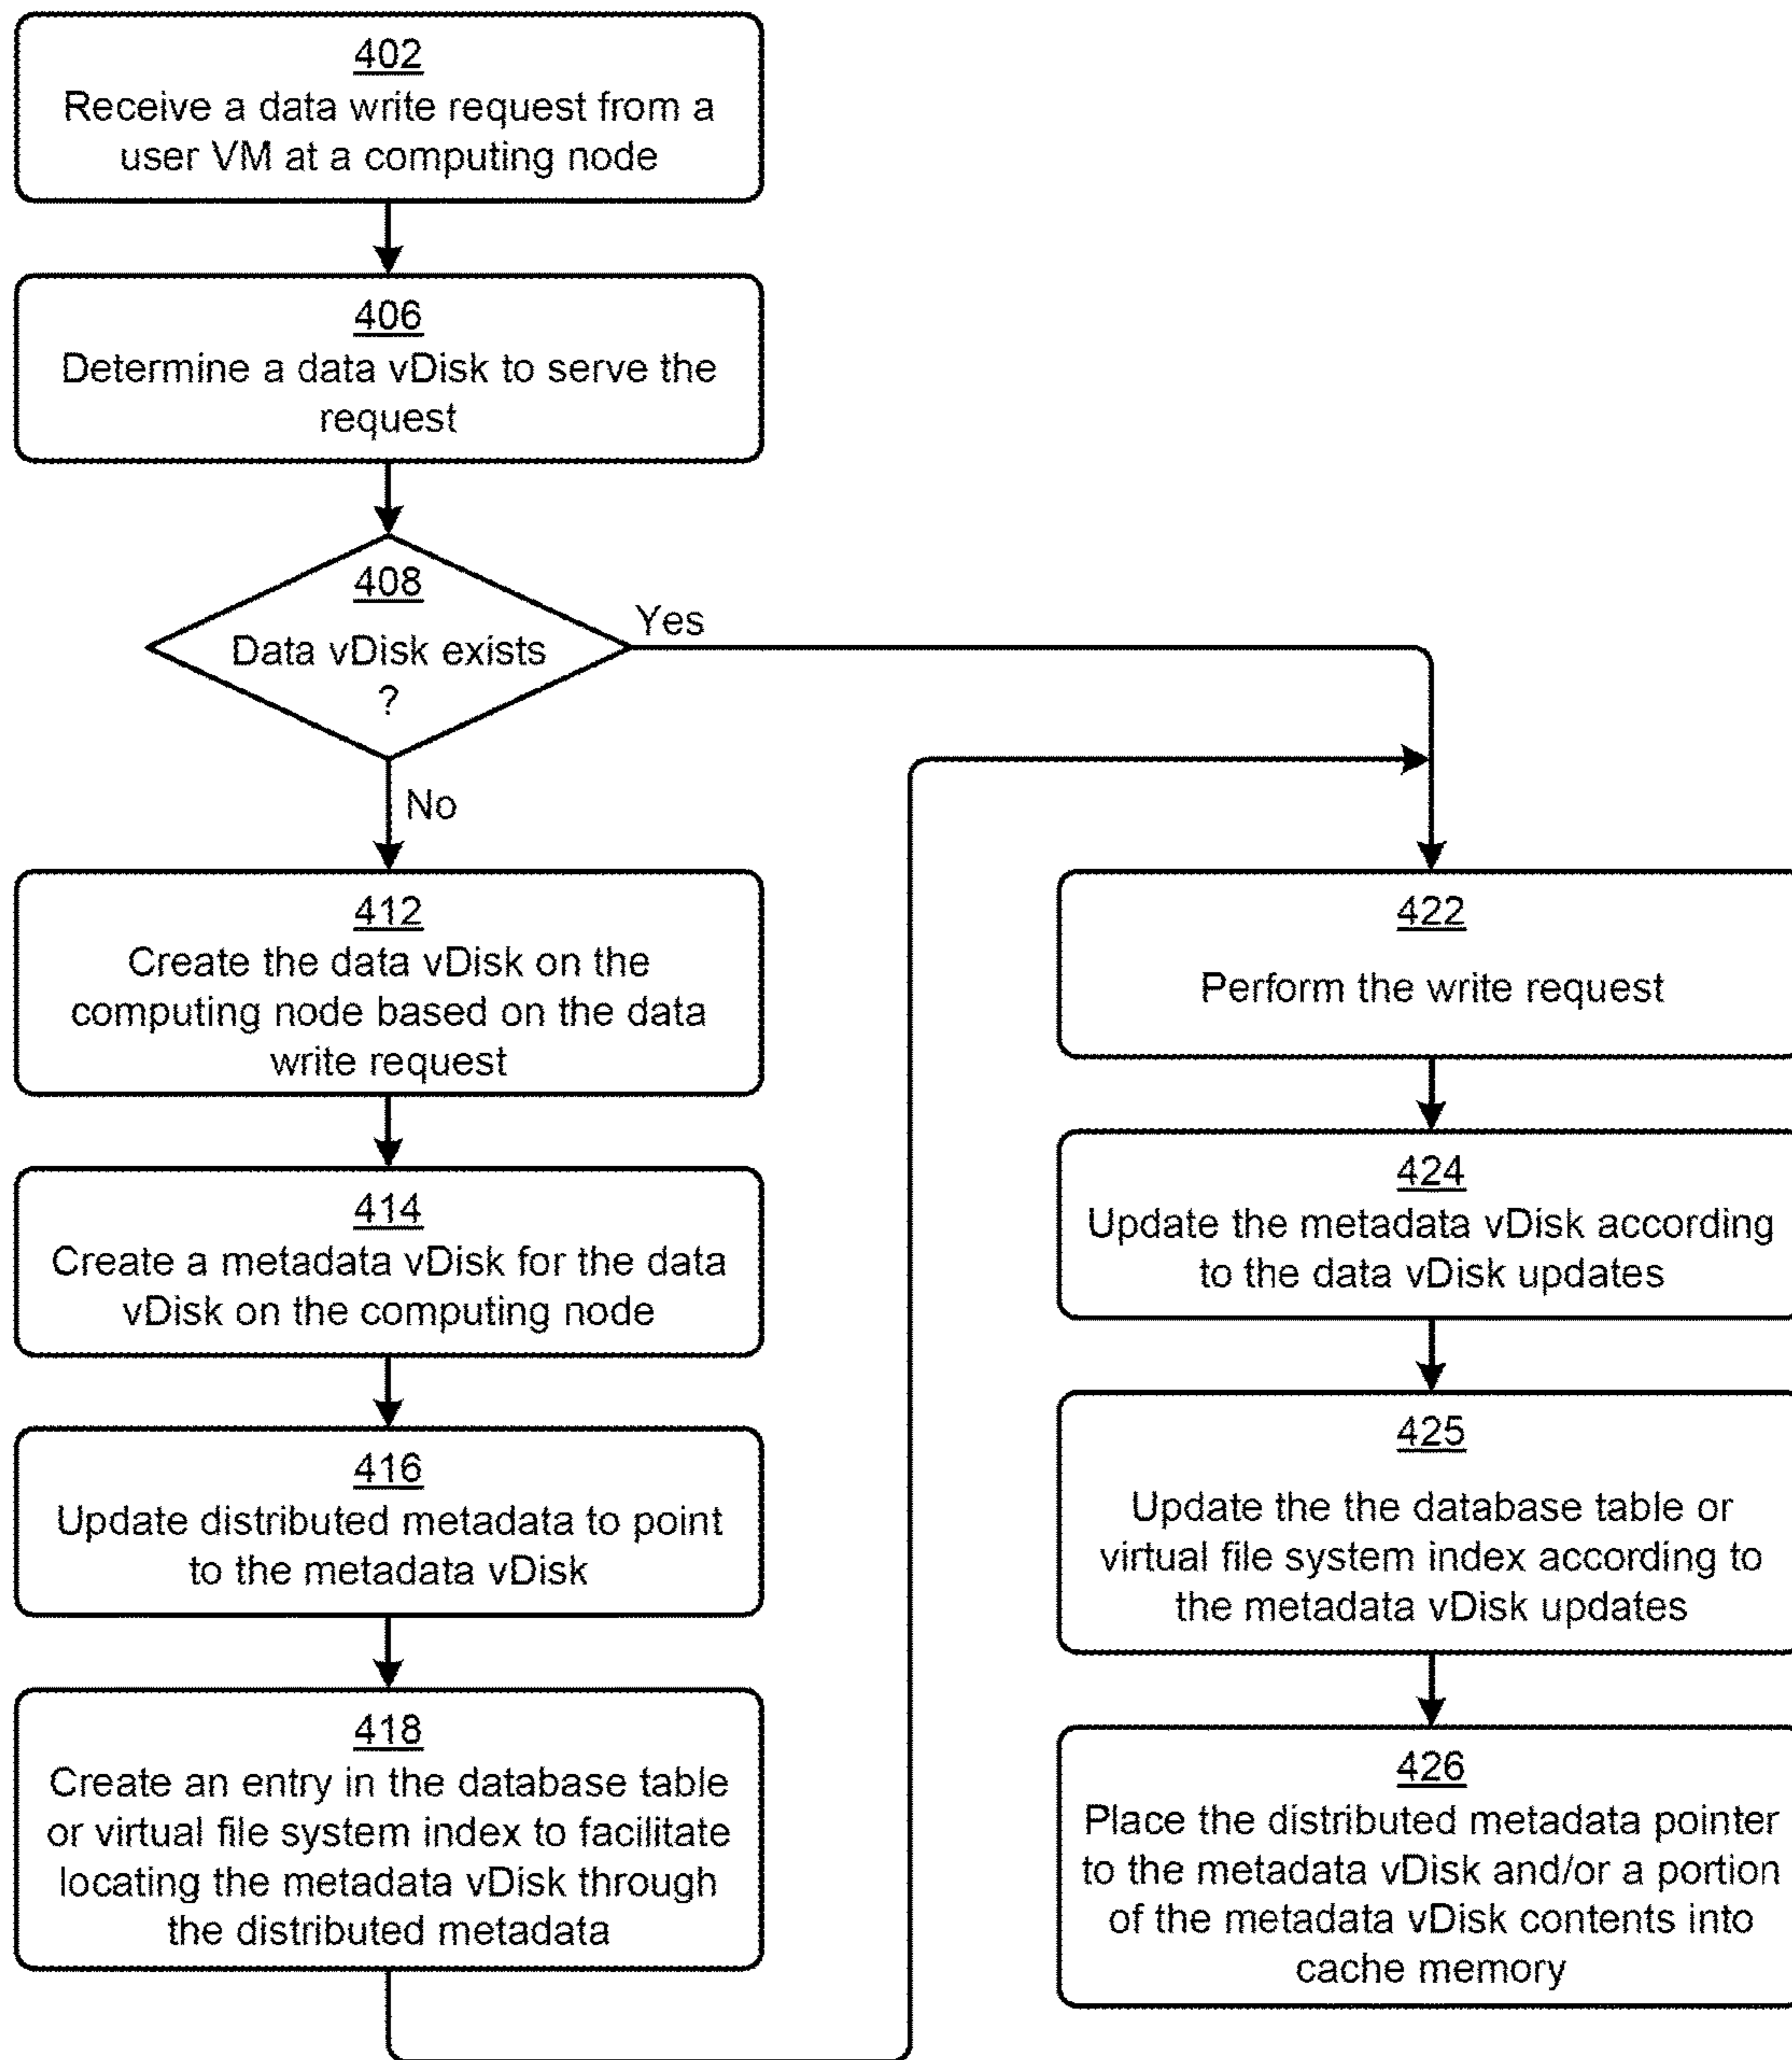 402
Receive a data write request from a
user VM at a computing node
406
Determine a data vDisk to serve the
request
408
Data vDisk exists
?
Yes
No
412
Create the data vDisk on the
computing node based on the data
write request
414
Create a metadata vDisk for the data
vDisk on the computing node
416
Update distributed metadata to point
to the metadata vDisk
418
Create an entry in the database table
or virtual file system index to facilitate
locating the metadata vDisk through
the distributed metadata
422
Perform the write request
424
Update the metadata vDisk according
to the data vDisk updates
425
Update the the database table or
virtual file system index according to
the metadata vDisk updates
426
Place the distributed metadata pointer
to the metadata vDisk and/or a portion
of the metadata vDisk contents into
cache memory